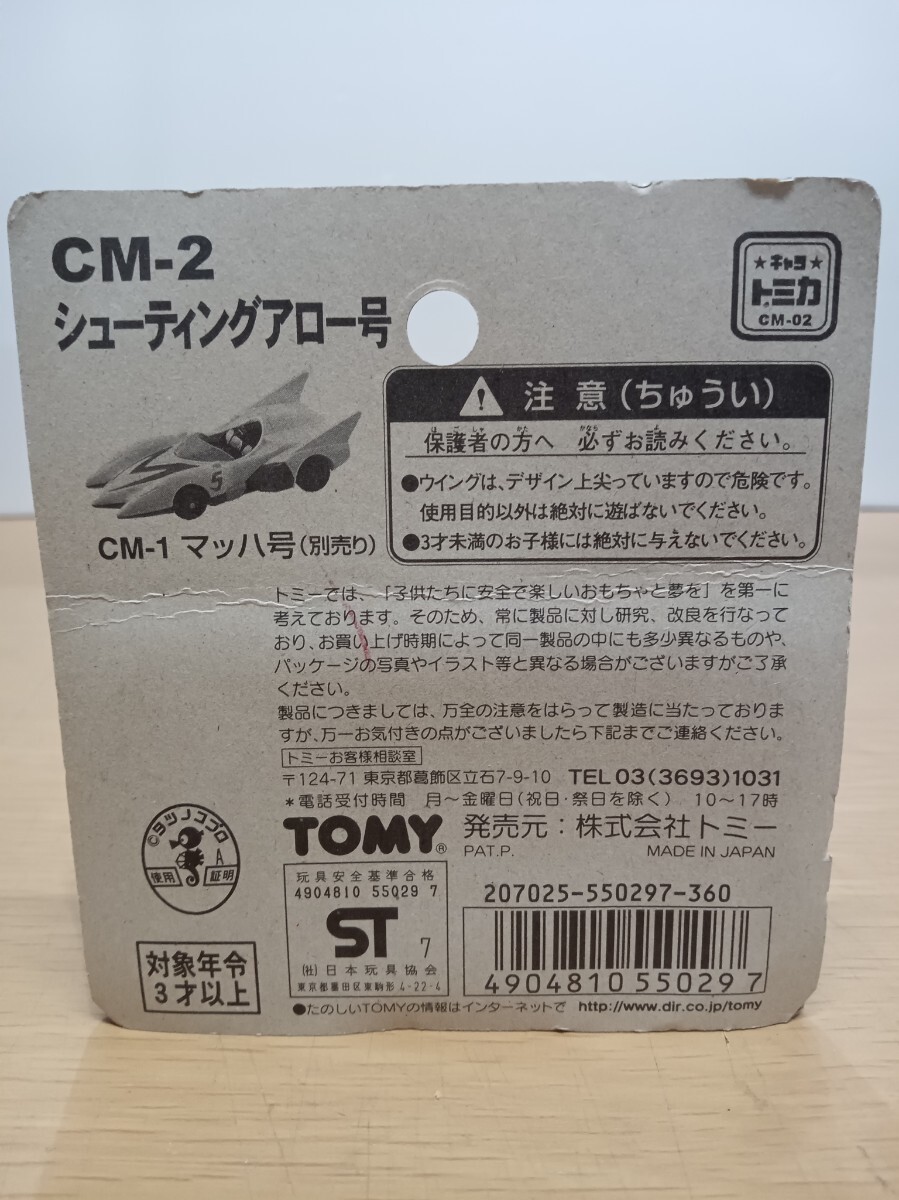 CM-2
シューティングアロー号
★キャラ★
トミカ
CM-02
5
CM-1 マッハ号(別売り)
注意(ちゅうい)
保護者の方へ 必ずお読みください。
●ウイングは、デザイン上尖っていますので危険です。
使用目的以外は絶対に遊ばないでください。
●3才未満のお子様には絶対に与えないでください。
トミーでは、「子供たちに安全で楽しいおもちゃと夢を」を第一に
考えております。そのため、常に製品に対し研究、改良を行なって
おり、お買い上げ時期によって同一製品の中にも多少異なるものや、
パッケージの写真やイラスト等と異なる場合がございますがご了承
ください。
製品につきましては、万全の注意をはらって製造に当たっておりま
すが、万一お気付きの点がございましたら下記までご連絡ください。
トミーお客様相談室
〒124-71 東京都葛飾区立石7-9-10 TEL 03(3693)1031
*電話受付時間 月~金曜日(祝日・祭日を除く) 10~17時
©タツノコプロ
A
使用 証明
TOMY® 発売元:株式会社トミー
PAT.P. MADE IN JAPAN
玩具安全基準合格
4904810 55029 7
ST 7
(社)日本玩具協会
東京都墨田区東駒形4-22-4
207025-550297-360
4904810 550297
対象年令
3才以上
●たのしいTOMYの情報はインターネットで http://www.dir.co.jp/tomy